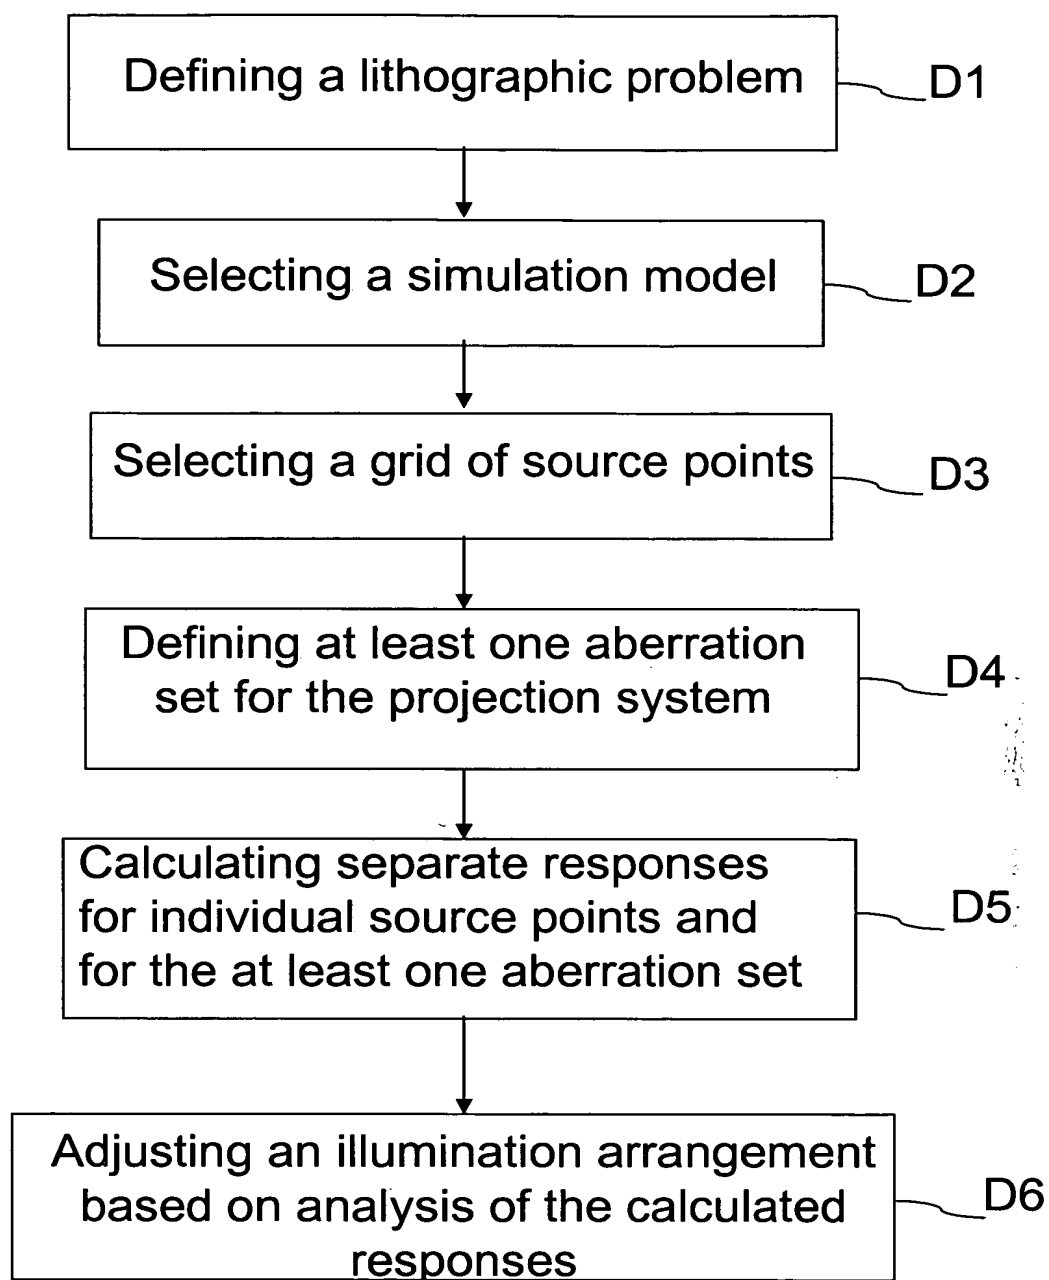 Defining a lithographic problem
D1
Selecting a simulation model
D2
Selecting a grid of source points
D3
Defining at least one aberration
set for the projection system
D4
Calculating separate responses
for individual source points and
for the at least one aberration set
D5
Adjusting an illumination arrangement
based on analysis of the calculated
responses
D6